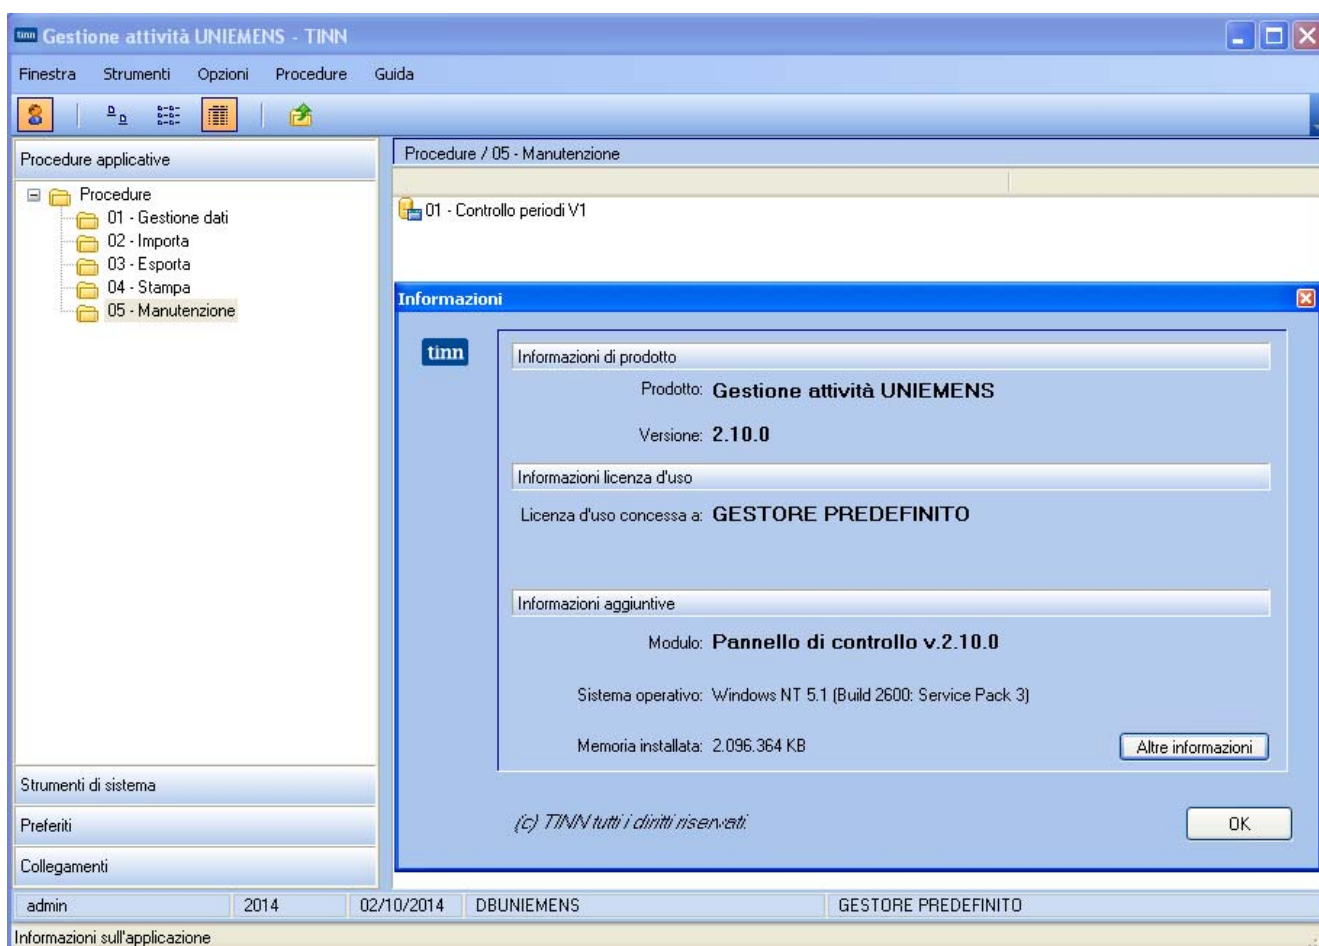 tinn Gestione attività UNIEMENS - TINN
Finestra Strumenti Opzioni Procedure Guida
Procedure applicative
Procedure
01 - Gestione dati
02 - Importa
03 - Esporta
04 - Stampa
05 - Manutenzione
Strumenti di sistema
Preferiti
Collegamenti
Procedure / 05 - Manutenzione
01 - Controllo periodi V1
Informazioni
tinn
Informazioni di prodotto
Prodotto: Gestione attività UNIEMENS
Versione: 2.10.0
Informazioni licenza d'uso
Licenza d'uso concessa a: GESTORE PREDEFINITO
Informazioni aggiuntive
Modulo: Pannello di controllo v.2.10.0
Sistema operativo: Windows NT 5.1 (Build 2600: Service Pack 3)
Memoria installata: 2.096.364 KB
Altre informazioni
(c) TINN tutti i diritti riservati.
OK
admin 2014 02/10/2014 DBUNIEMENS GESTORE PREDEFINITO
Informazioni sull'applicazione